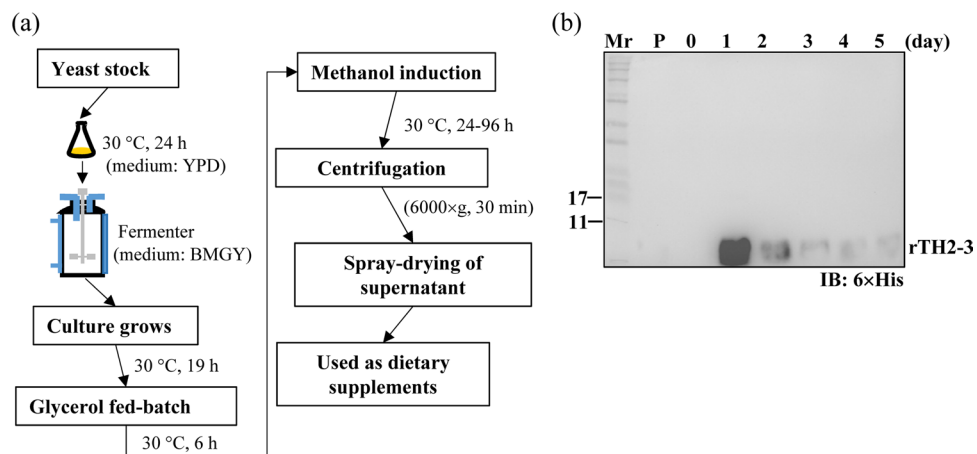 (a)
Yeast stock
30 °C, 24 h
(medium: YPD)
Fermenter
(medium: BMGY)
Culture grows
30 °C, 19 h
Glycerol fed-batch
30 °C, 6 h
Methanol induction
30 °C, 24-96 h
Centrifugation
(6000×g, 30 min)
Spray-drying of
supernatant
Used as dietary
supplements
(b)
Mr P 0 1 2 3 4 5 (day)
17
11
rTH2-3
IB: 6×His